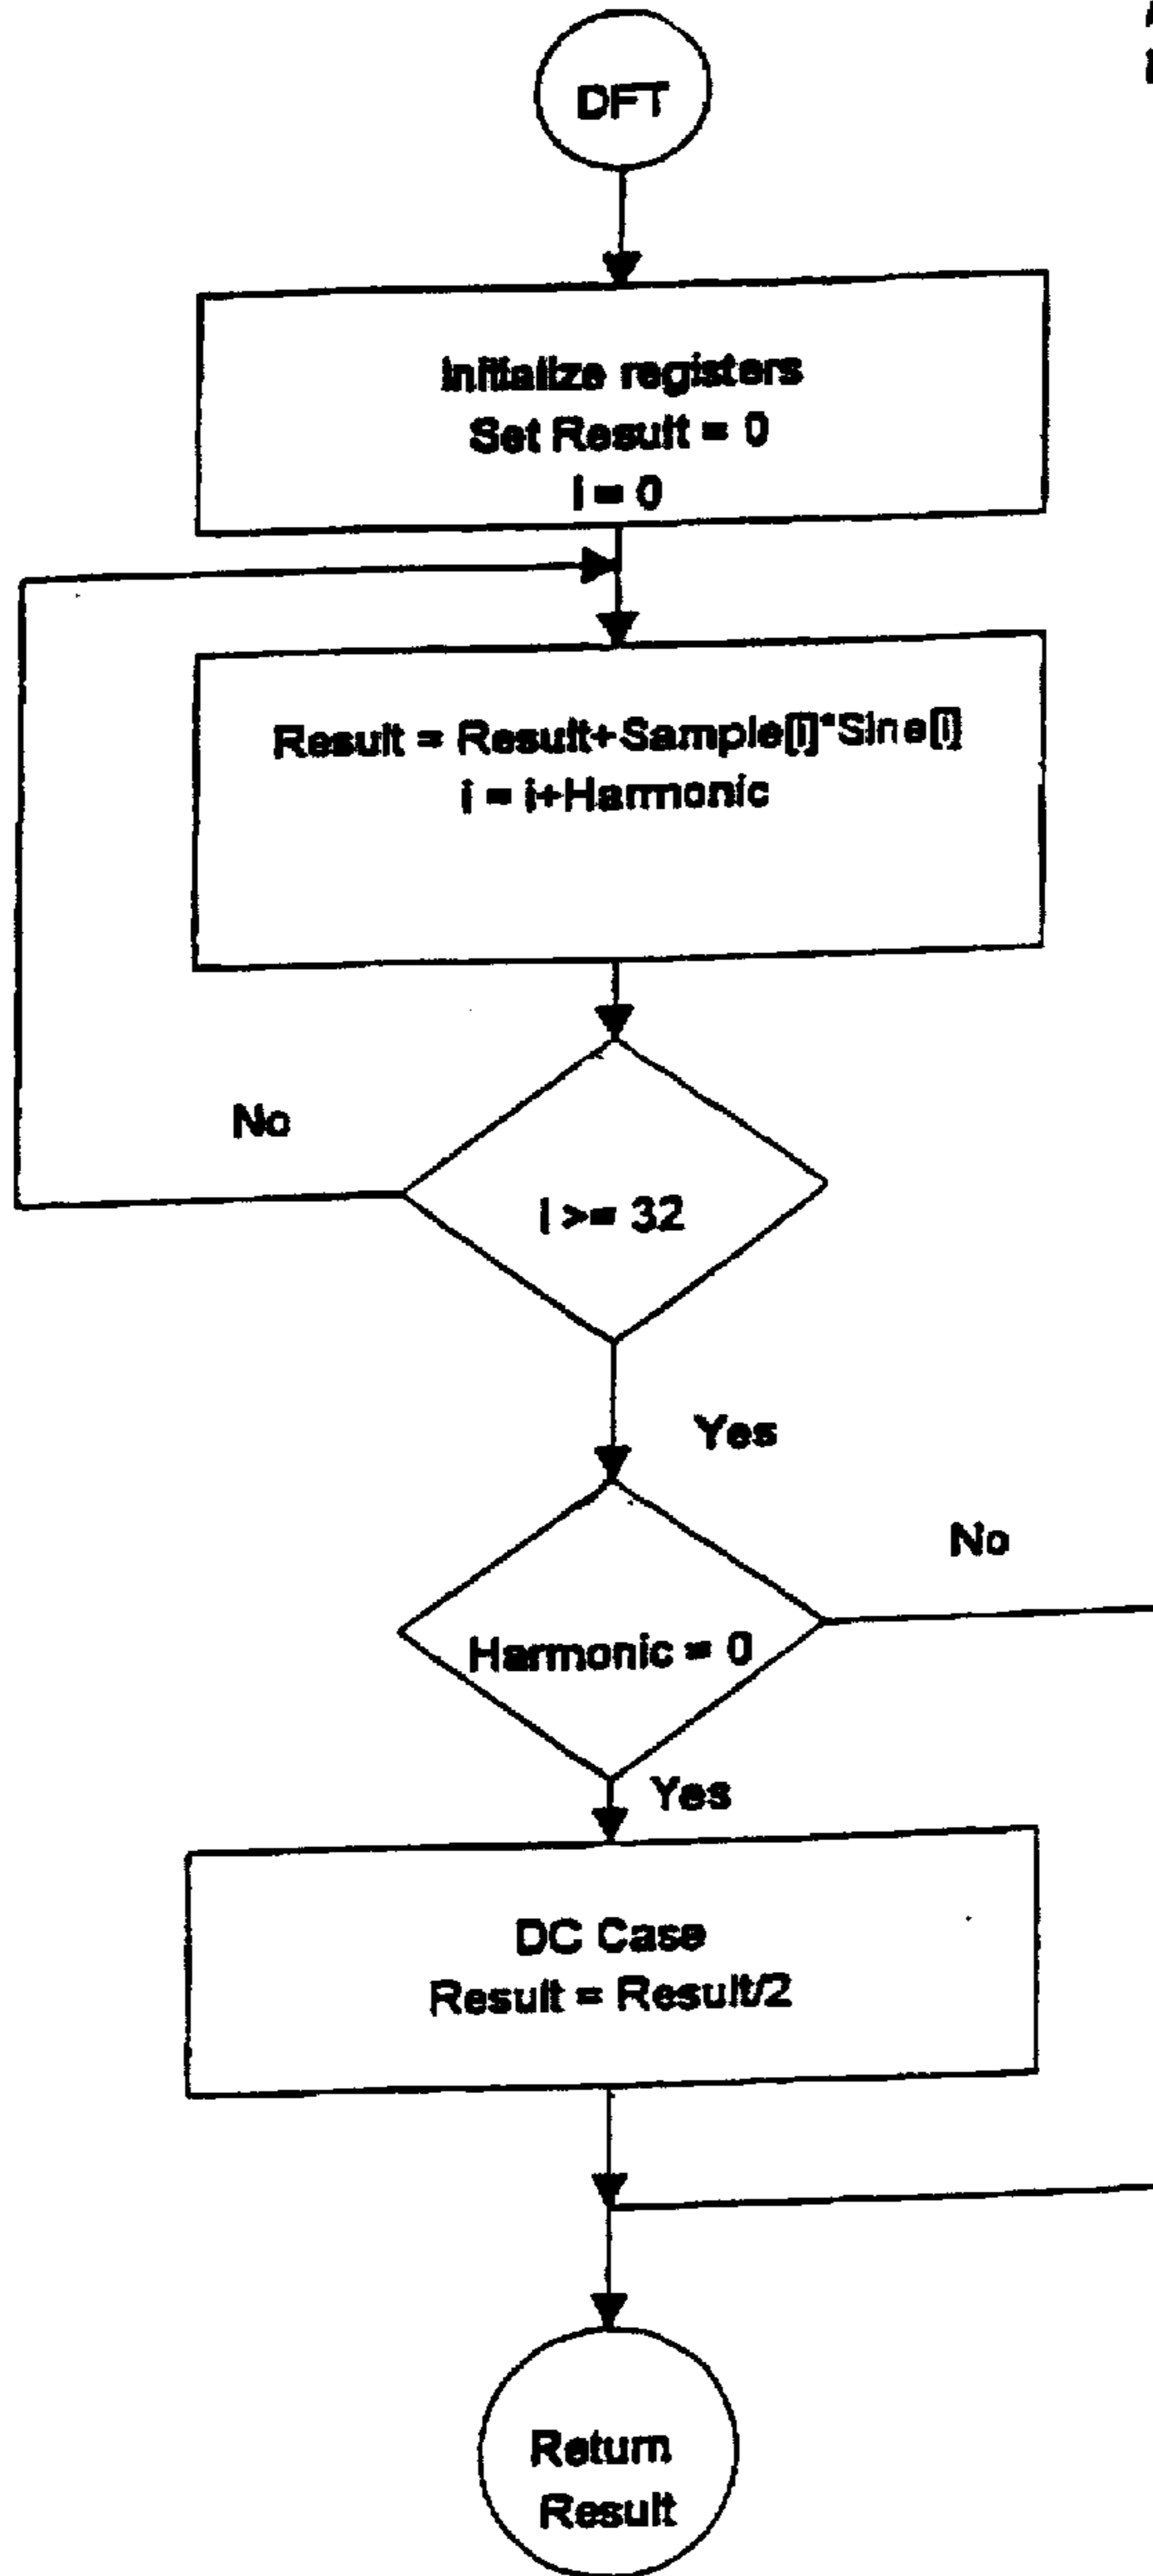 DFT
Initialize registers
Set Result = 0
i = 0
Result = Result+Sample[i]*Sine[i]
i = i+Harmonic
No
i >= 32
Yes
No
Harmonic = 0
Yes
DC Case
Result = Result/2
Return
Result